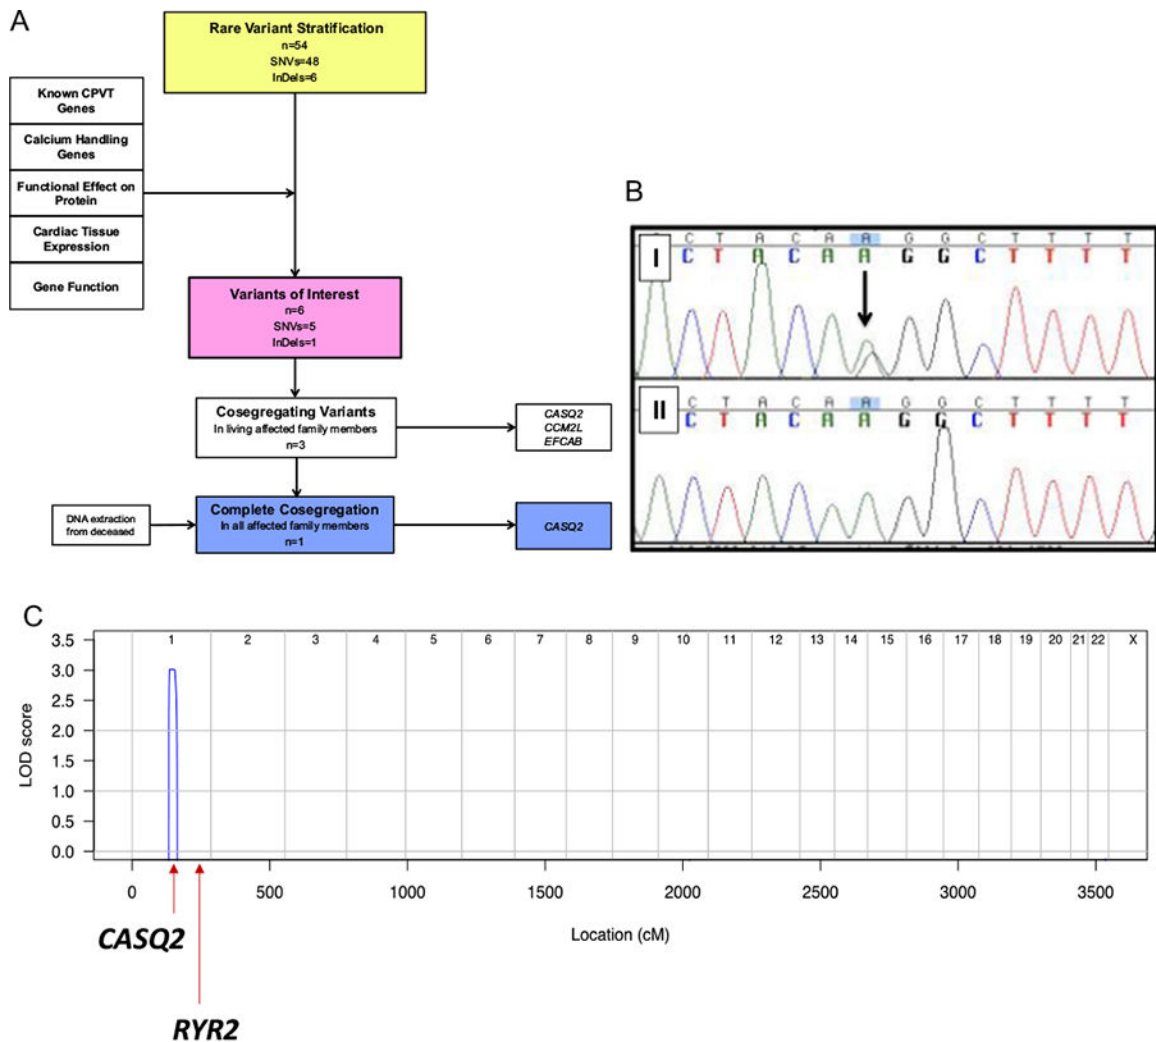 A
Rare Variant Stratification
n=54
SNVs=48
InDels=6
Known CPVT
Genes
Calcium Handling
Genes
Functional Effect on
Protein
Cardiac Tissue
Expression
Gene Function
Variants of Interest
n=6
SNVs=5
InDels=1
Cosegregating Variants
In living affected family members
n=3
CASQ2
CCM2L
EFCAB
DNA extraction
from deceased
Complete Cosegregation
In all affected family members
n=1
CASQ2
B
I
C T A C A A G G C T T T T
C T A C A A G G C T T T T
II
C T A C A A G G C T T T T
C T A C A A G G C T T T T
C
LOD score
3.5
3.0
2.5
2.0
1.5
1.0
0.5
0.0
1 2 3 4 5 6 7 8 9 10 11 12 13 14 15 16 17 18 19 20 21 22 X
0 500 1000 1500 2000 2500 3000 3500
Location (cM)
CASQ2
RYR2